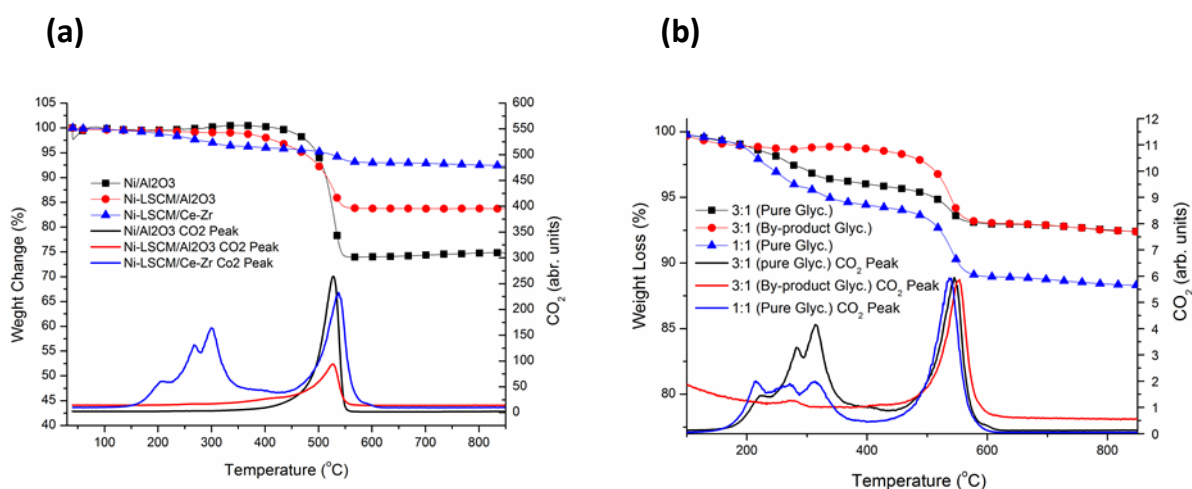 (a)
(b)
105
100
95
90
85
80
75
70
65
60
55
50
45
40
Weght Change (%)
Ni/Al2O3
Ni-LSCM/Al2O3
Ni-LSCM/Ce-Zr
Ni/Al2O3 CO2 Peak
Ni-LSCM/Al2O3 CO2 Peak
Ni-LSCM/Ce-Zr Co2 Peak
600
550
500
450
400
350
300
250
200
150
100
50
0
CO2 (abr. units)
100 200 300 400 500 600 700 800
Temperature (oC)
100
95
90
85
80
Weight Loss (%)
3:1 (Pure Glyc.)
3:1 (By-product Glyc.)
1:1 (Pure Glyc.)
3:1 (pure Glyc.) CO2 Peak
3:1 (By-product Glyc.) CO2 Peak
1:1 (Pure Glyc.) CO2 Peak
12
11
10
9
8
7
6
5
4
3
2
1
0
CO2 (arb. units)
200 400 600 800
Temperature (oC)